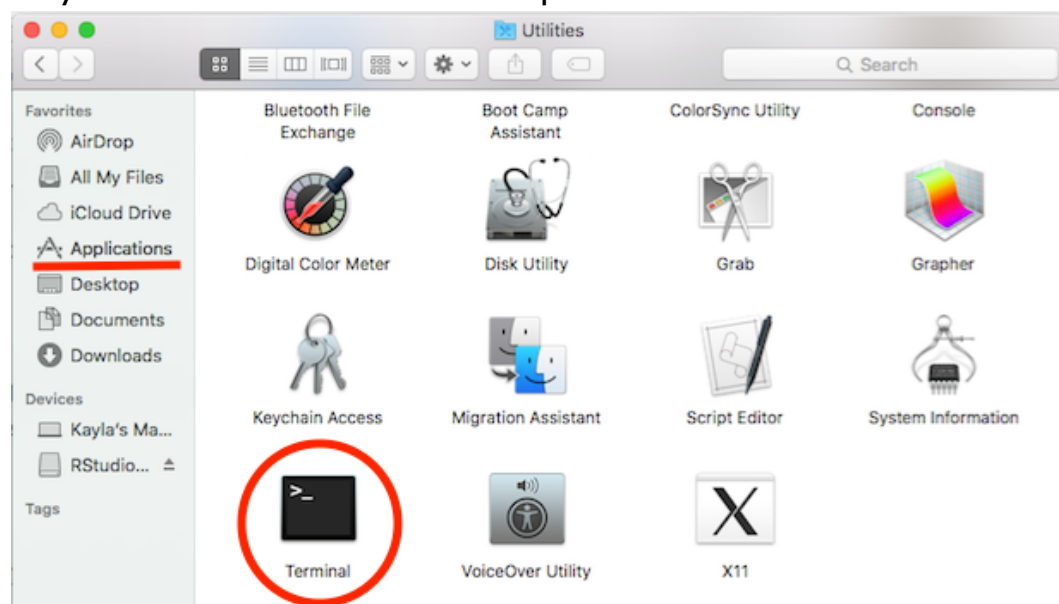 Utilities
Search
Favorites
AirDrop
All My Files
iCloud Drive
Applications
Desktop
Documents
Downloads
Devices
Kayla's Ma...
RStudio...
Tags
Bluetooth File
Exchange
Boot Camp
Assistant
ColorSync Utility
Console
Digital Color Meter
Disk Utility
Grab
Grapher
Keychain Access
Migration Assistant
Script Editor
System Information
>_
Terminal
VoiceOver Utility
X
X11